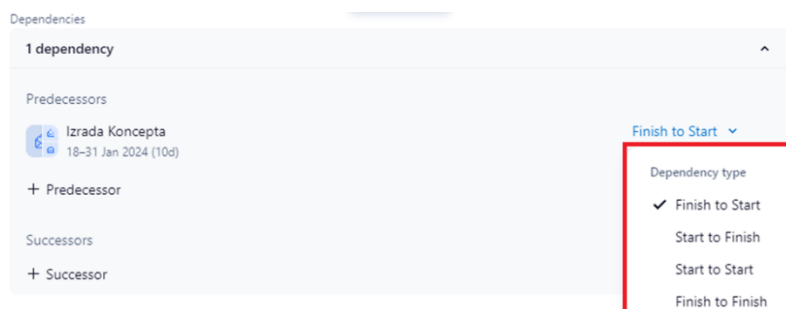 Dependencies
1 dependency
Predecessors
Izrada Koncepta
18–31 Jan 2024 (10d)
Finish to Start
+ Predecessor
Successors
+ Successor
Dependency type
✓ Finish to Start
Start to Finish
Start to Start
Finish to Finish